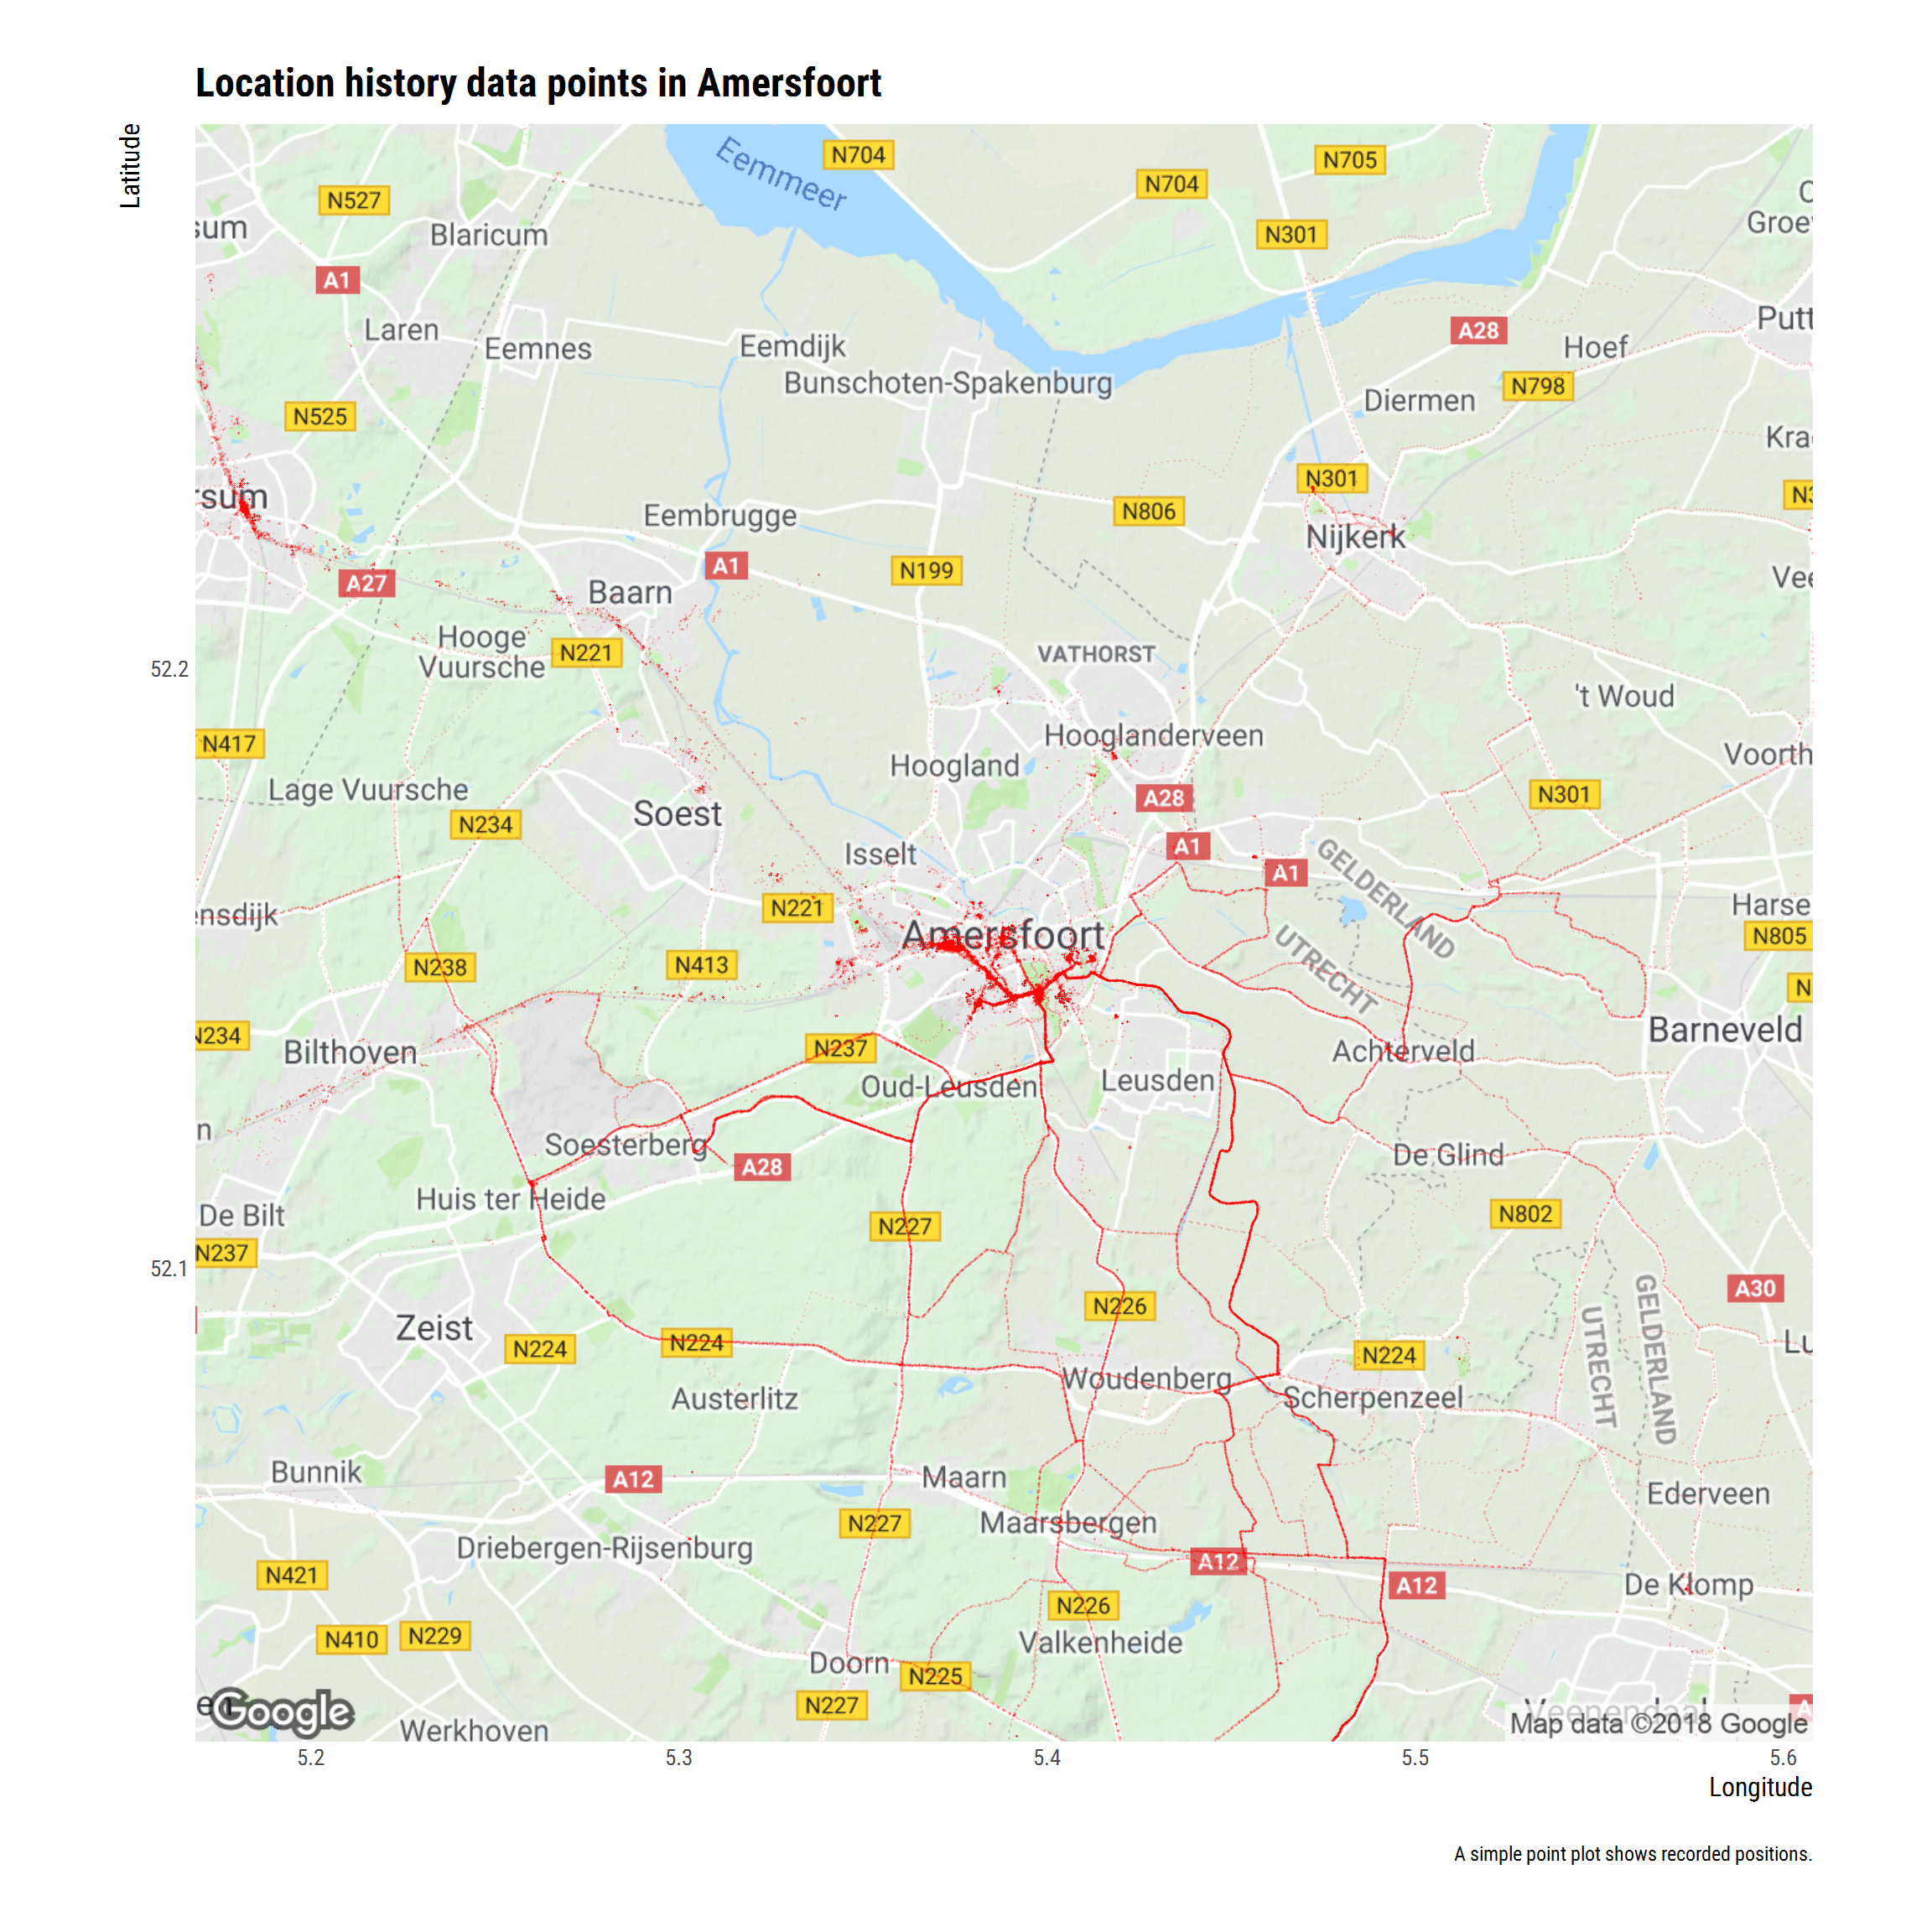 Location history data points in Amersfoort
Latitude
Eemmeer
N704
N705
N704
N527
Groe
sum
Blaricum
N301
A1
Laren
Eemnes
Eemdijk
A28
Putt
Hoef
Bunschoten-Spakenburg
N798
Diermen
N525
Kra
N301
rsum
Eembrugge
N806
Nijkerk
A1
N199
A27
Baarn
Vee
Hooge
Vuursche
N221
VATHORST
52.2
't Woud
N417
Hooglanderveen
Voorth
Hoogland
Lage Vuursche
A28
N301
Soest
N234
Isselt
A1
A1
GELDERLAND
UTRECHT
ensdijk
N221
Amersfoort
Harse
N805
N238
N413
N234
Bilthoven
N237
Achterveld
Barneveld
Oud-Leusden
Leusden
n
Soesterberg
A28
De Glind
Huis ter Heide
De Bilt
N237
N227
N802
52.1
A30
N226
Zeist
N224
N224
N224
GELDERLAND
UTRECHT
Lu
Woudenberg
Scherpenzeel
Austerlitz
Bunnik
A12
Maarn
Ederveen
N227
Maarsbergen
Driebergen-Rijsenburg
A12
N421
A12
De Klomp
N226
N410
N229
Valkenheide
Doorn
N225
N227
Google
Werkhoven
Veenendaal
Map data ©2018 Google
5.2
5.3
5.4
5.5
5.6
Longitude
A simple point plot shows recorded positions.